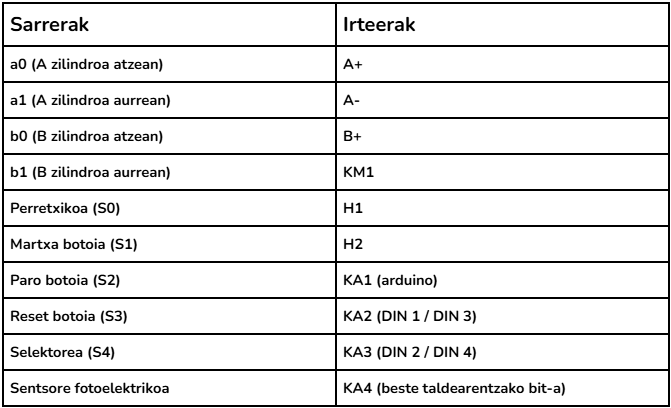 Sarrerak Irteerak
a0 (A zilindroa atzean) A+
a1 (A zilindroa aurrean) A-
b0 (B zilindroa atzean) B+
b1 (B zilindroa aurrean) KM1
Perretxikoa (S0) H1
Martxa botoia (S1) H2
Paro botoia (S2) KA1 (arduino)
Reset botoia (S3) KA2 (DIN 1 / DIN 3)
Selektorea (S4) KA3 (DIN 2 / DIN 4)
Sentsore fotoelektrikoa KA4 (beste taldearentzako bit-a)